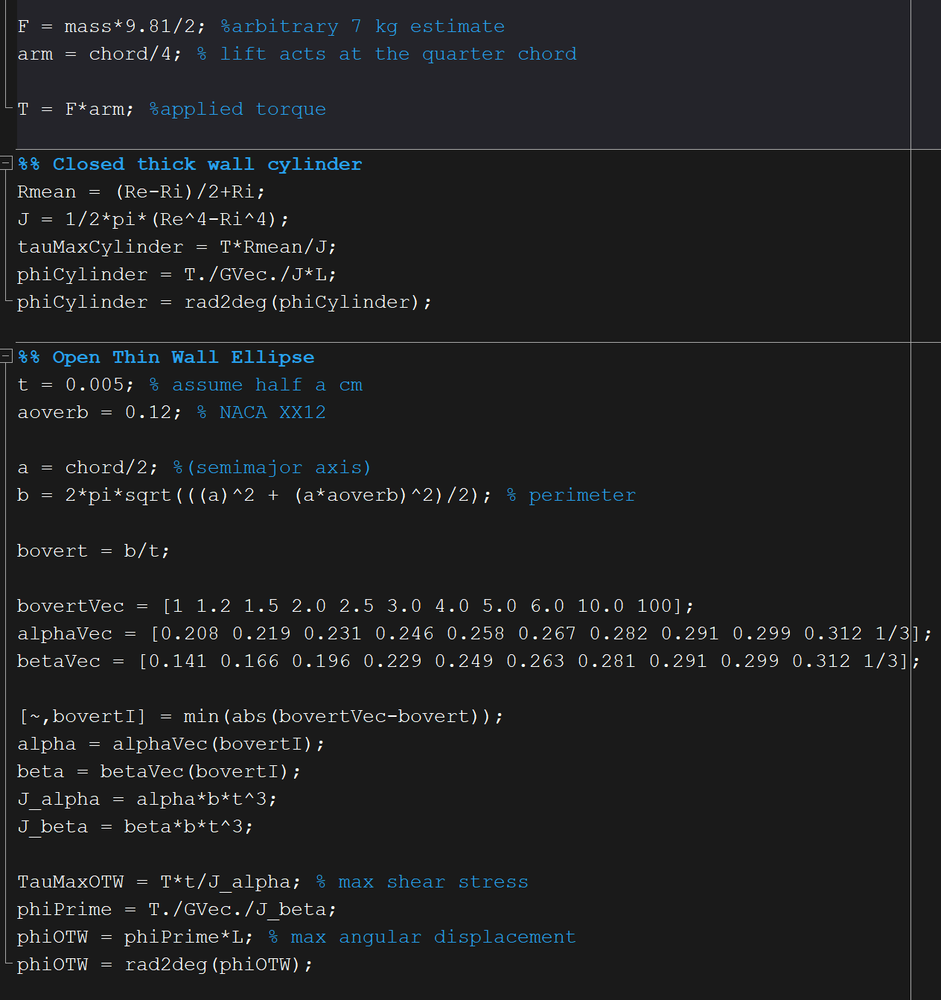 F = mass*9.81/2; %arbitrary 7 kg estimate
arm = chord/4; % lift acts at the quarter chord
T = F*arm; %applied torque
%% Closed thick wall cylinder
Rmean = (Re-Ri)/2+Ri;
J = 1/2*pi*(Re^4-Ri^4);
tauMaxCylinder = T*Rmean/J;
phiCylinder = T./GVec./J*L;
phiCylinder = rad2deg(phiCylinder);
%% Open Thin Wall Ellipse
t = 0.005; % assume half a cm
aoverb = 0.12; % NACA XX12
a = chord/2; %(semimajor axis)
b = 2*pi*sqrt(((a)^2 + (a*aoverb)^2)/2); % perimeter
bovert = b/t;
bovertVec = [1 1.2 1.5 2.0 2.5 3.0 4.0 5.0 6.0 10.0 100];
alphaVec = [0.208 0.219 0.231 0.246 0.258 0.267 0.282 0.291 0.299 0.312 1/3];
betaVec = [0.141 0.166 0.196 0.229 0.249 0.263 0.281 0.291 0.299 0.312 1/3];
[~,bovertI] = min(abs(bovertVec-bovert));
alpha = alphaVec(bovertI);
beta = betaVec(bovertI);
J_alpha = alpha*b*t^3;
J_beta = beta*b*t^3;
TauMaxOTW = T*t/J_alpha; % max shear stress
phiPrime = T./GVec./J_beta;
phiOTW = phiPrime*L; % max angular displacement
phiOTW = rad2deg(phiOTW);